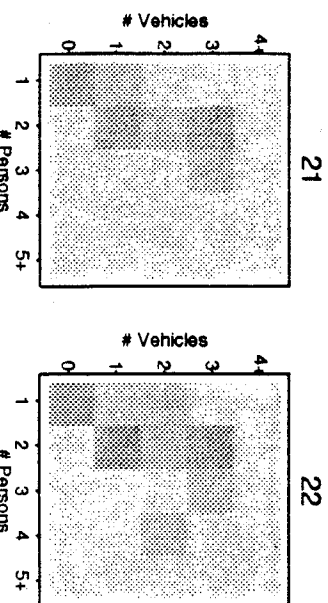 # Vehicles
0 1 2 3 4-
1 2 3 4 5+
# Persons
21
# Vehicles
0 1 2 3 4-
1 2 3 4 5+
# Persons
22